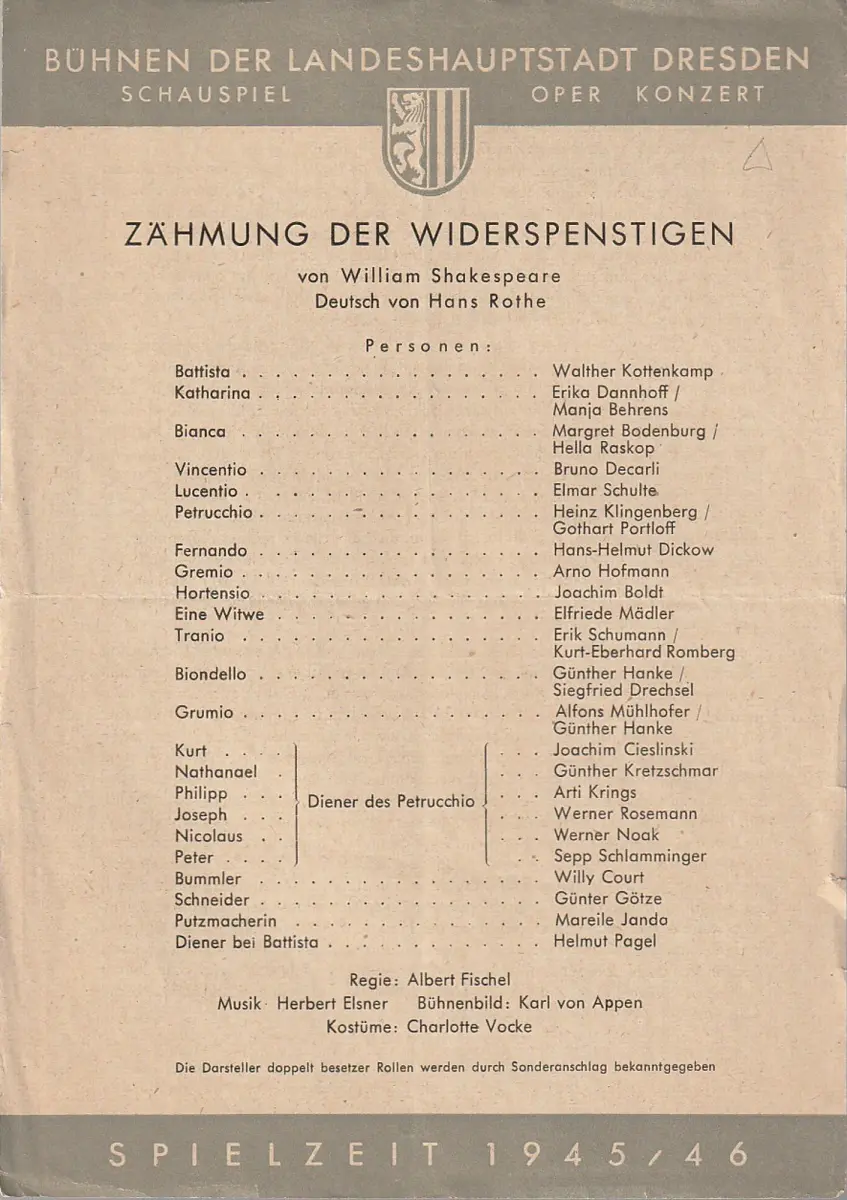 BÜHNEN DER LANDESHAUPTSTADT DRESDEN
SCHAUSPIEL OPER KONZERT
ZÄHMUNG DER WIDERSPENSTIGEN
von William Shakespeare
Deutsch von Hans Rothe
Personen:
Battista . . . . . . . . . . . . . . . . . . Walther Kottenkamp
Katharina . . . . . . . . . . . . . . . . . Erika Dannhoff /
Manja Behrens
Bianca . . . . . . . . . . . . . . . . . . Margret Bodenburg /
Hella Raskop
Vincentio . . . . . . . . . . . . . . . . . Bruno Decarli
Lucentio . . . . . . . . . . . . . . . . . . Elmar Schulte
Petrucchio . . . . . . . . . . . . . . . . . Heinz Klingenberg /
Gothart Portloff
Fernando . . . . . . . . . . . . . . . . . Hans-Helmut Dickow
Gremio . . . . . . . . . . . . . . . . . . Arno Hofmann
Hortensio . . . . . . . . . . . . . . . . . Joachim Boldt
Eine Witwe . . . . . . . . . . . . . . . . Elfriede Mädler
Tranio . . . . . . . . . . . . . . . . . . Erik Schumann /
Kurt-Eberhard Romberg
Biondello . . . . . . . . . . . . . . . . . Günther Hanke /
Siegfried Drechsel
Grumio . . . . . . . . . . . . . . . . . . Alfons Mühlhofer /
Günther Hanke
Kurt . . . . . . . Joachim Cieslinski
Nathanael . . . . Günther Kretzschmar
Philipp . . . . . . Arti Krings
Diener des Petrucchio
Joseph . . . . . . Werner Rosemann
Nicolaus . . . . . Werner Noak
Peter . . . . . . Sepp Schlamminger
Bummler . . . . . . . . . . . . . . . . . Willy Court
Schneider . . . . . . . . . . . . . . . . . Günter Götze
Putzmacherin . . . . . . . . . . . . . . . Mareile Janda
Diener bei Battista . . . . . . . . . . . . . Helmut Pagel
Regie: Albert Fischel
Musik Herbert Elsner Bühnenbild: Karl von Appen
Kostüme: Charlotte Vocke
Die Darsteller doppelt besetzer Rollen werden durch Sonderanschlag bekanntgegeben
SPIELZEIT 1945/46